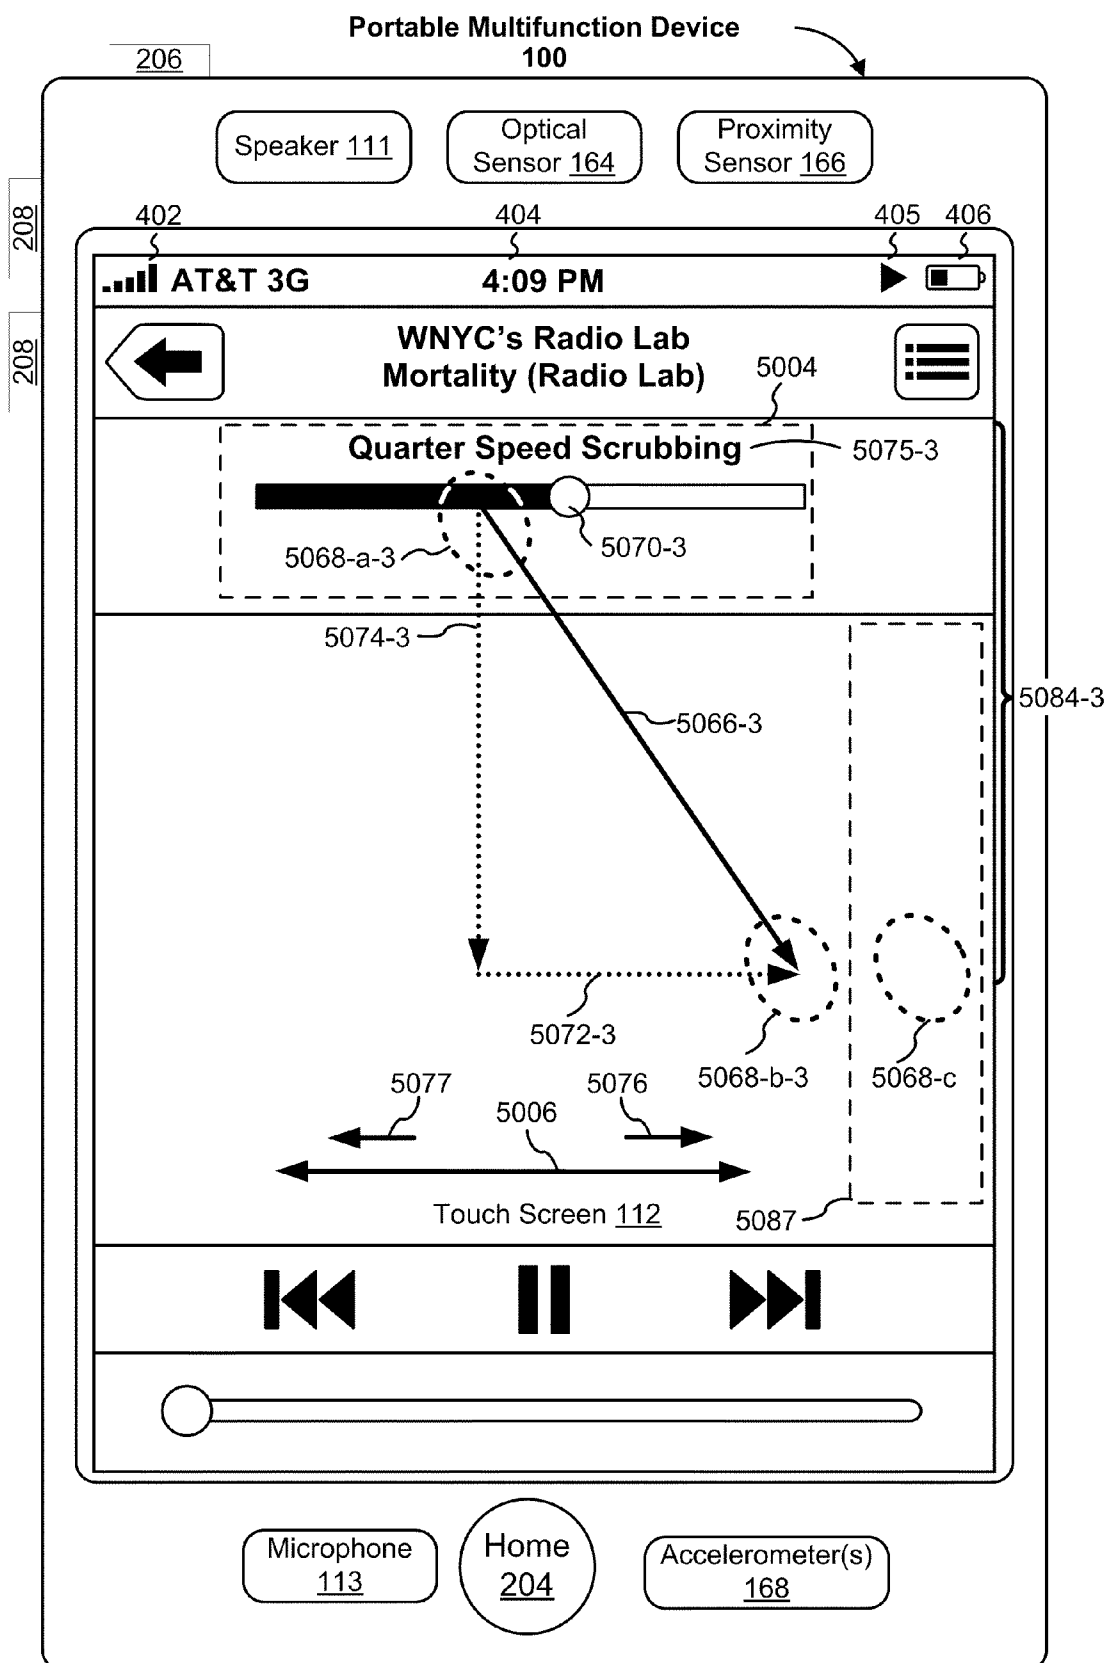 Portable Multifunction Device
100
206
Speaker 111
Optical
Sensor 164
Proximity
Sensor 166
208
402
404
405
406
AT&T 3G
4:09 PM
208
WNYC's Radio Lab
Mortality (Radio Lab)
5004
Quarter Speed Scrubbing
5075-3
5068-a-3
5070-3
5074-3
5066-3
5084-3
5072-3
5068-b-3
5068-c
5077
5076
5006
Touch Screen 112
5087
Microphone
113
Home
204
Accelerometer(s)
168